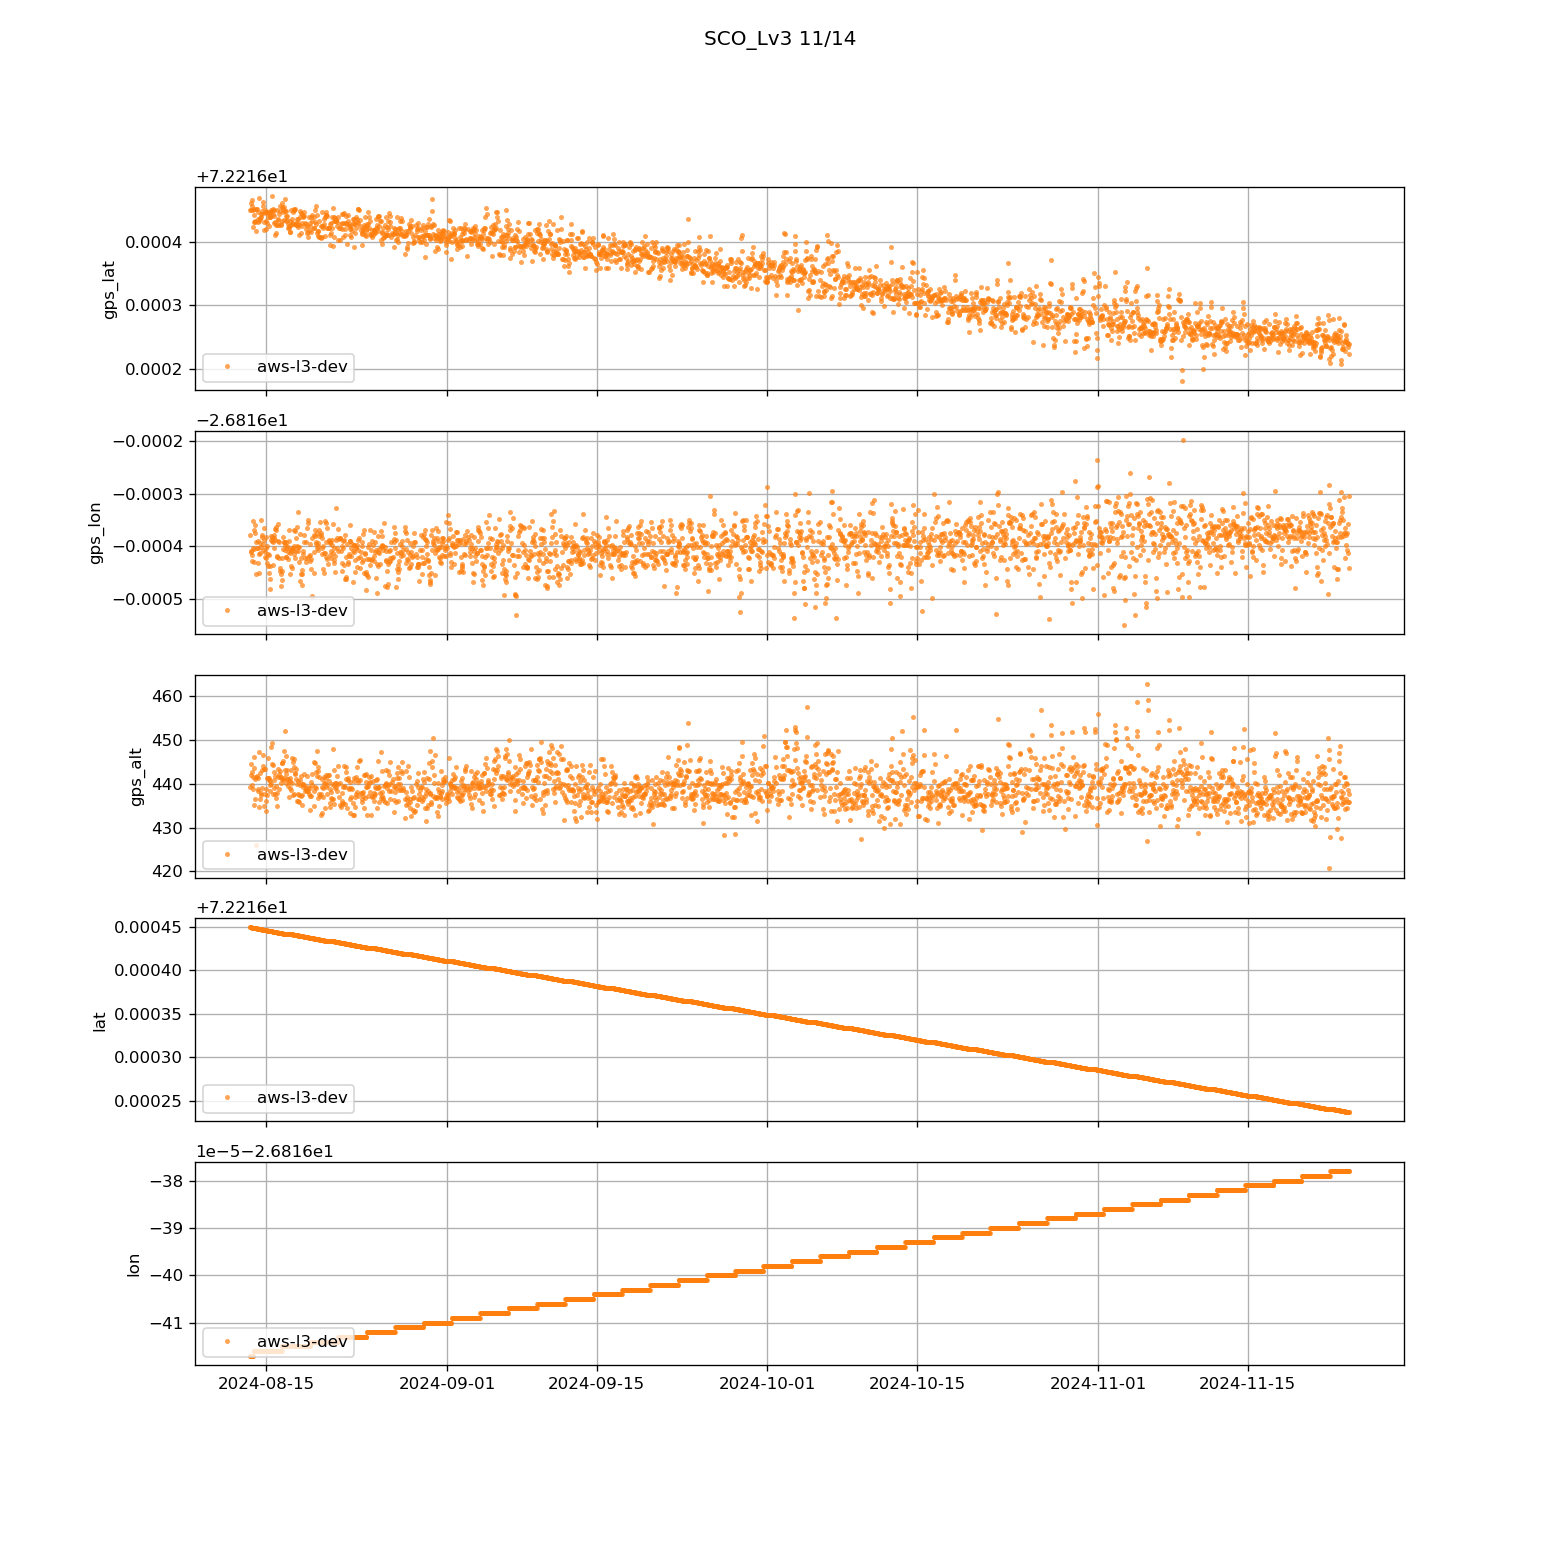 SCO_Lv3 11/14
+7.2216e1
0.0004
0.0003
0.0002
gps_lat
aws-l3-dev
−2.6816e1
−0.0002
−0.0003
−0.0004
−0.0005
gps_lon
aws-l3-dev
460
450
440
430
420
gps_alt
aws-l3-dev
+7.2216e1
0.00045
0.00040
0.00035
0.00030
0.00025
lat
aws-l3-dev
1e−5−2.6816e1
−38
−39
−40
−41
lon
aws-l3-dev
2024-08-15 2024-09-01 2024-09-15 2024-10-01 2024-10-15 2024-11-01 2024-11-15